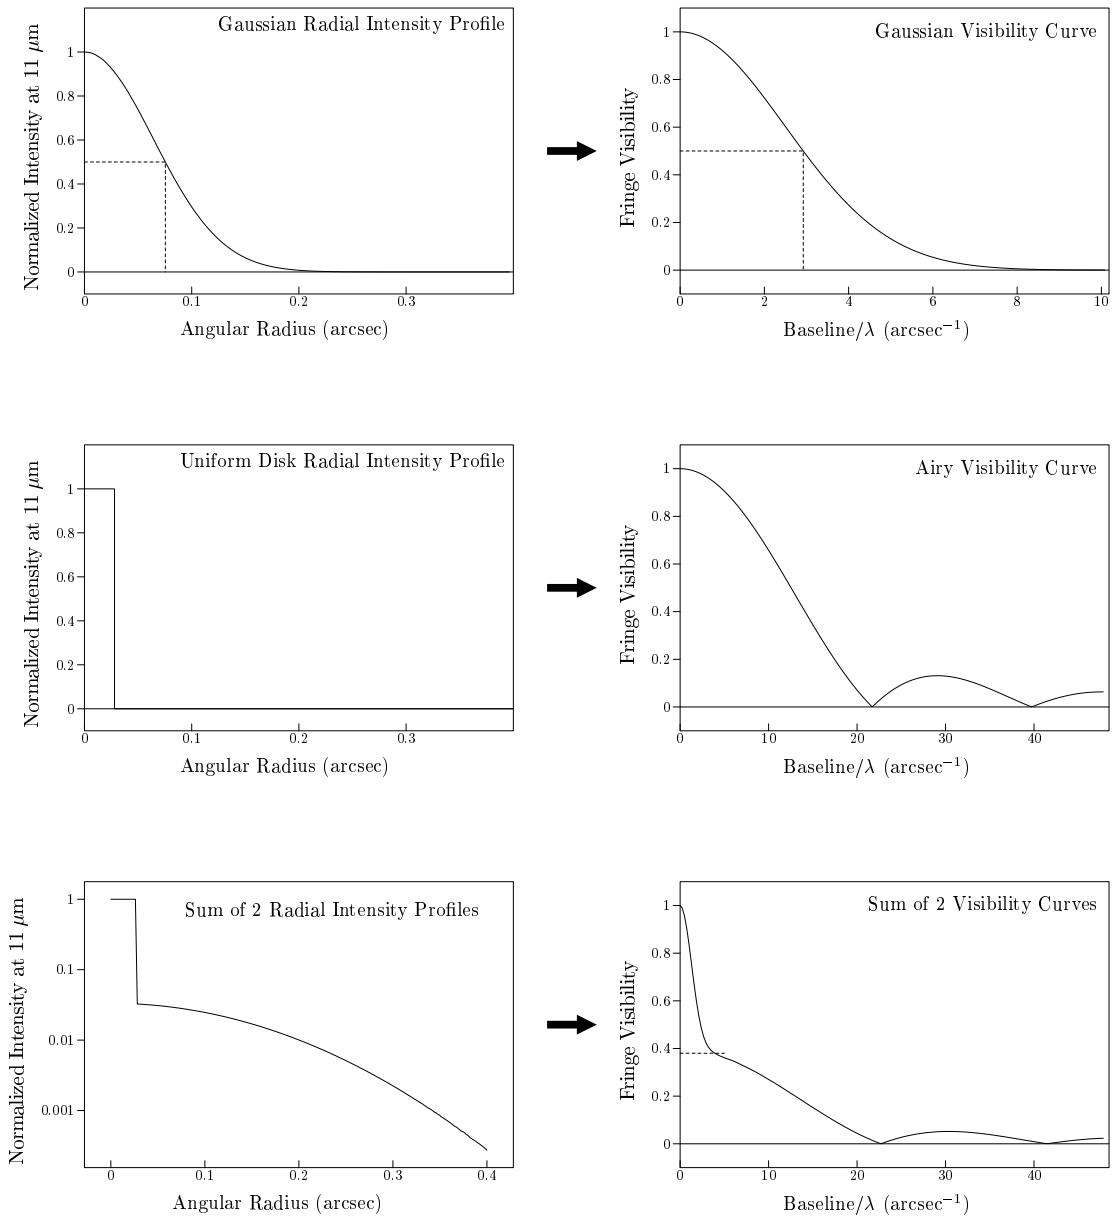 Gaussian Radial Intensity Profile
Normalized Intensity at 11 μm
1
0.8
0.6
0.4
0.2
0
0 0.1 0.2 0.3
Angular Radius (arcsec)
Gaussian Visibility Curve
Fringe Visibility
1
0.8
0.6
0.4
0.2
0
0 2 4 6 8 10
Baseline/λ (arcsec⁻¹)
Uniform Disk Radial Intensity Profile
Normalized Intensity at 11 μm
1
0.8
0.6
0.4
0.2
0
0 0.1 0.2 0.3
Angular Radius (arcsec)
Airy Visibility Curve
Fringe Visibility
1
0.8
0.6
0.4
0.2
0
0 10 20 30 40
Baseline/λ (arcsec⁻¹)
Sum of 2 Radial Intensity Profiles
Normalized Intensity at 11 μm
1
0.1
0.01
0.001
0 0.1 0.2 0.3 0.4
Angular Radius (arcsec)
Sum of 2 Visibility Curves
Fringe Visibility
1
0.8
0.6
0.4
0.2
0
0 10 20 30 40
Baseline/λ (arcsec⁻¹)